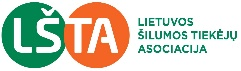 LŠTA
LIETUVOS
ŠILUMOS TIEKĖJŲ
ASOCIACIJA